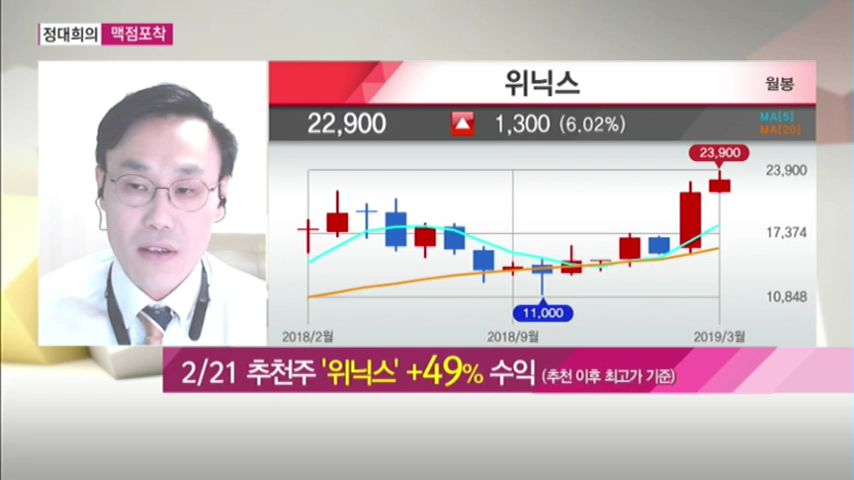 정대희의 맥점포착
위닉스
월봉
22,900 ▲ 1,300 (6.02%)
MA[5]
MA[20]
23,900
23,900
17,374
10,848
11,000
2018/2월 2018/9월 2019/3월
2/21 추천주 '위닉스' +49% 수익 (추천 이후 최고가 기준)